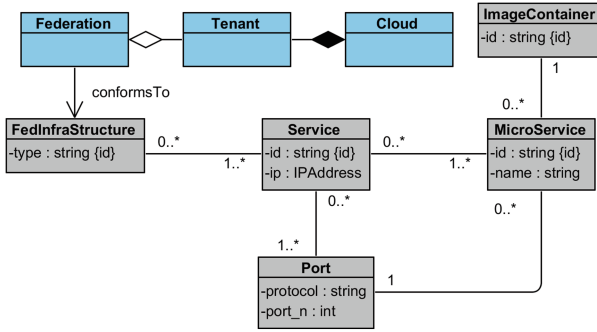 ImageContainer
Federation
Tenant
Cloud
-id : string {id}
1
conformsTo
0..*
FedInfraStructure
Service
MicroService
-type : string {id}
0..*
1..*
-id : string {id}
-ip : IPAddress
0..*
1..*
-id : string {id}
-name : string
0..*
0..*
1..*
Port
-protocol : string
-port_n : int
1